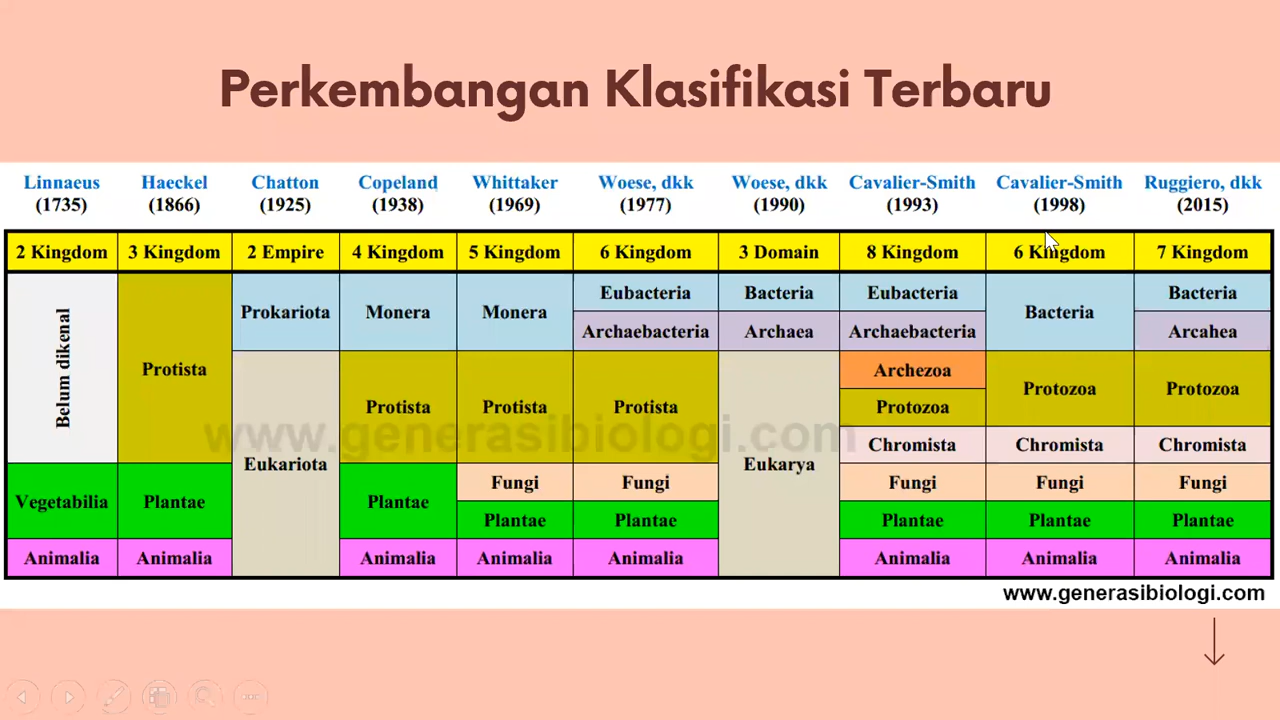 Perkembangan Klasifikasi Terbaru
Linnaeus Haeckel Chatton Copeland Whittaker Woese, dkk Woese, dkk Cavalier-Smith Cavalier-Smith Ruggiero, dkk
(1735) (1866) (1925) (1938) (1969) (1977) (1990) (1993) (1998) (2015)
2 Kingdom 3 Kingdom 2 Empire 4 Kingdom 5 Kingdom 6 Kingdom 3 Domain 8 Kingdom 6 Kingdom 7 Kingdom
Eubacteria Bacteria Eubacteria Bacteria
Prokariota Monera Monera Bacteria
Archaebacteria Archaea Archaebacteria Arcahea
Belum dikenal Protista Archezoa
Protozoa Protozoa
Protista Protista Protista Protozoa
www.generasibiologi.com
Chromista Chromista Chromista
Eukariota Eukarya
Fungi Fungi Fungi Fungi Fungi
Vegetabilia Plantae Plantae
Plantae Plantae Plantae Plantae Plantae
Animalia Animalia Animalia Animalia Animalia Animalia Animalia Animalia
www.generasibiologi.com